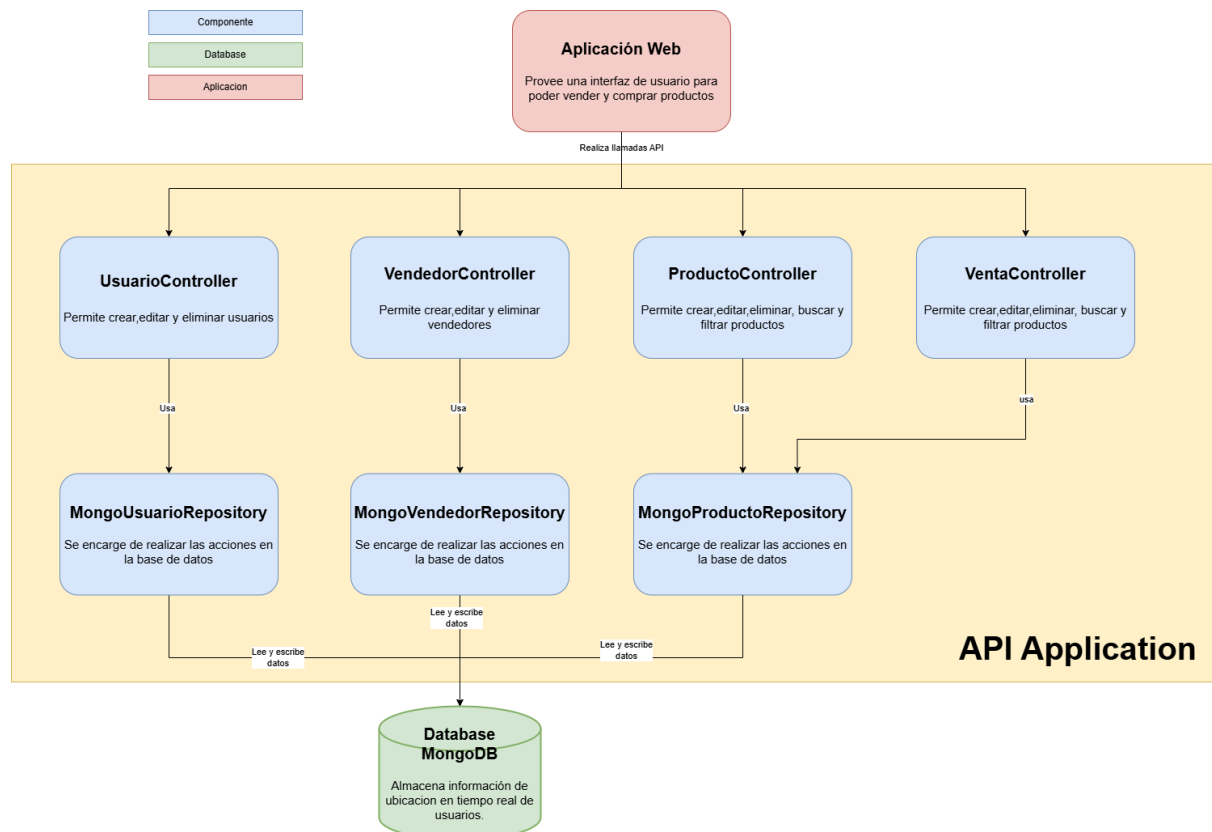 Componente
Database
Aplicacion
Aplicación Web
Provee una interfaz de usuario para
poder vender y comprar productos
Realiza llamadas API
UsuarioController
Permite crear,editar y eliminar usuarios
VendedorController
Permite crear,editar y eliminar
vendedores
ProductoController
Permite crear,editar,eliminar, buscar y
filtrar productos
VentaController
Permite crear,editar,eliminar, buscar y
filtrar productos
Usa
Usa
Usa
usa
MongoUsuarioRepository
Se encarge de realizar las acciones en
la base de datos
MongoVendedorRepository
Se encarge de realizar las acciones en
la base de datos
MongoProductoRepository
Se encarge de realizar las acciones en
la base de datos
Lee y escribe
datos
Lee y escribe
datos
Lee y escribe
datos
API Application
Database
MongoDB
Almacena información de
ubicacion en tiempo real de
usuarios.